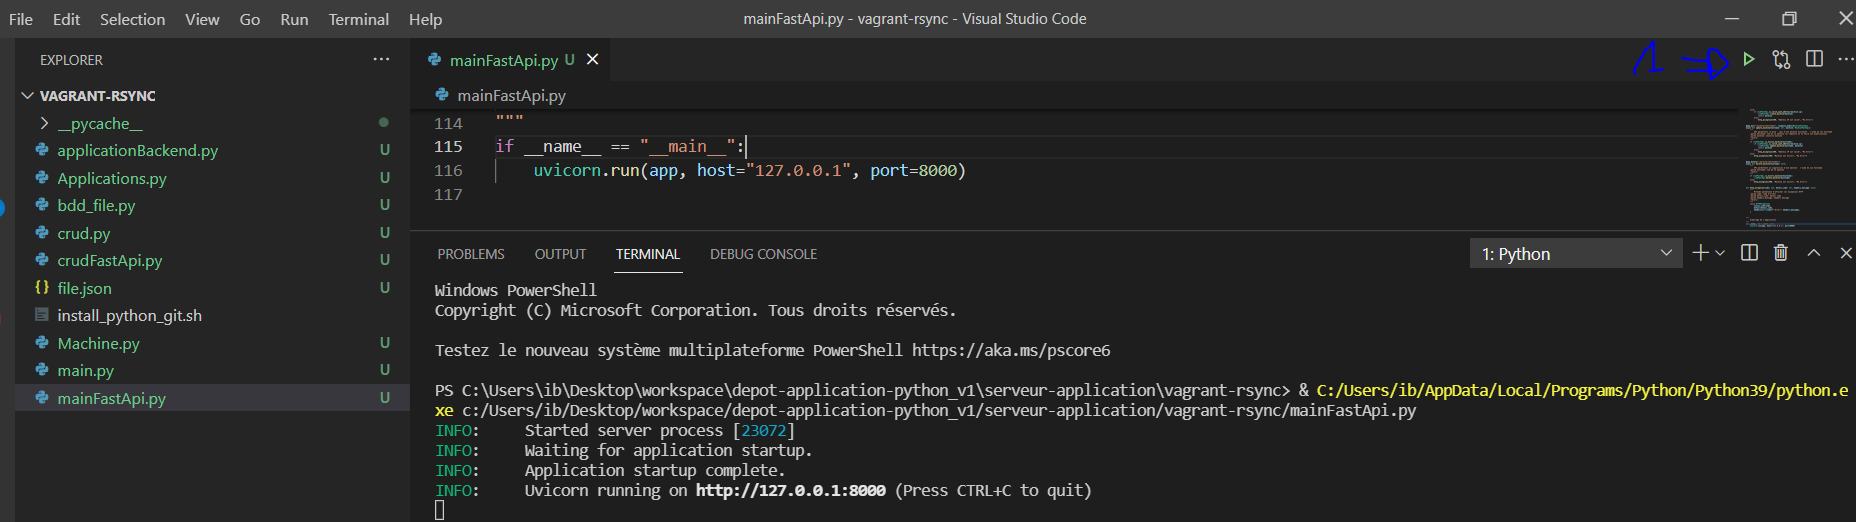 File Edit Selection View Go Run Terminal Help mainFastApi.py - vagrant-rsync - Visual Studio Code
EXPLORER
VAGRANT-RSYNC
__pycache__
applicationBackend.py U
Applications.py U
bdd_file.py U
crud.py U
crudFastApi.py U
file.json U
install_python_git.sh
Machine.py U
main.py U
mainFastApi.py U
mainFastApi.py U
1
mainFastApi.py
114 """
115 if __name__ == "__main__":
116 uvicorn.run(app, host="127.0.0.1", port=8000)
117
PROBLEMS OUTPUT TERMINAL DEBUG CONSOLE 1: Python
Windows PowerShell
Copyright (C) Microsoft Corporation. Tous droits réservés.
Testez le nouveau système multiplateforme PowerShell https://aka.ms/pscore6
PS C:\Users\ib\Desktop\workspace\depot-application-python_v1\serveur-application\vagrant-rsync> & C:/Users/ib/AppData/Local/Programs/Python/Python39/python.e
xe c:/Users/ib/Desktop/workspace/depot-application-python_v1/serveur-application/vagrant-rsync/mainFastApi.py
INFO: Started server process [23072]
INFO: Waiting for application startup.
INFO: Application startup complete.
INFO: Uvicorn running on http://127.0.0.1:8000 (Press CTRL+C to quit)